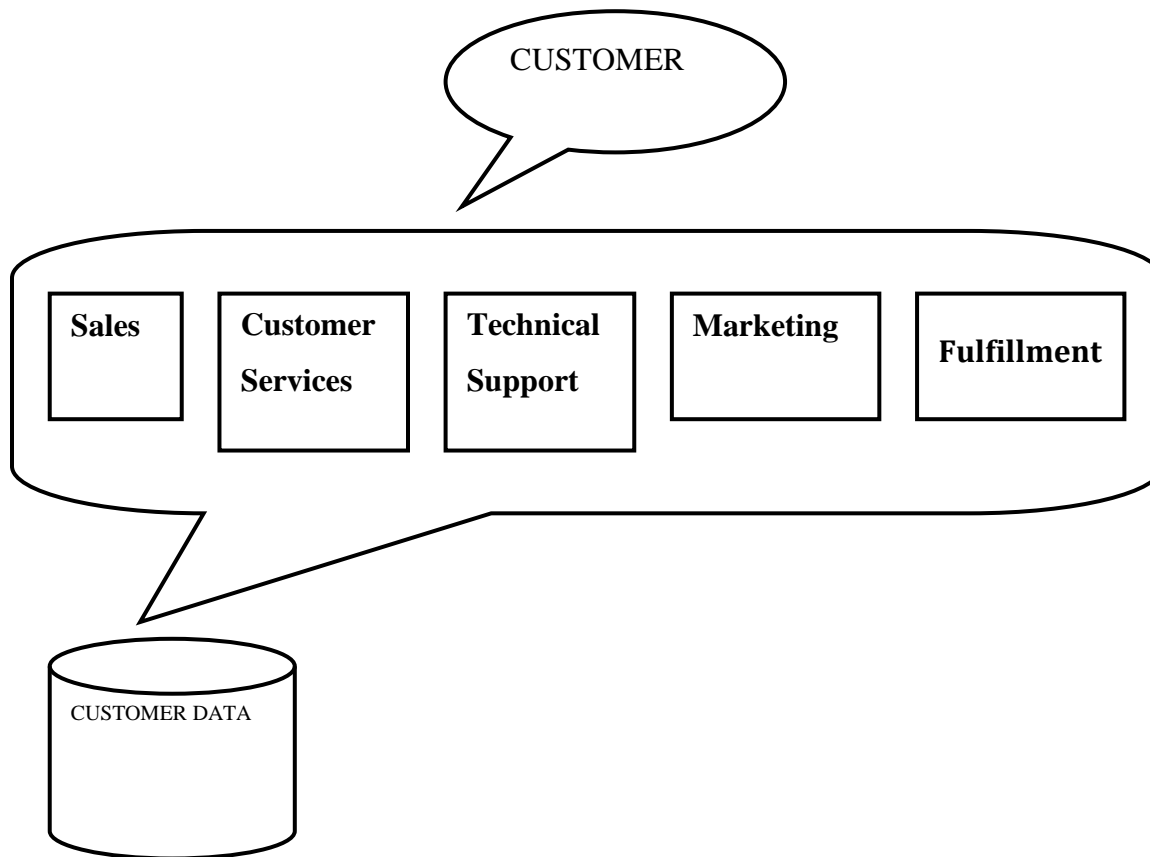 CUSTOMER
Sales
Customer
Services
Technical
Support
Marketing
Fulfillment
CUSTOMER DATA